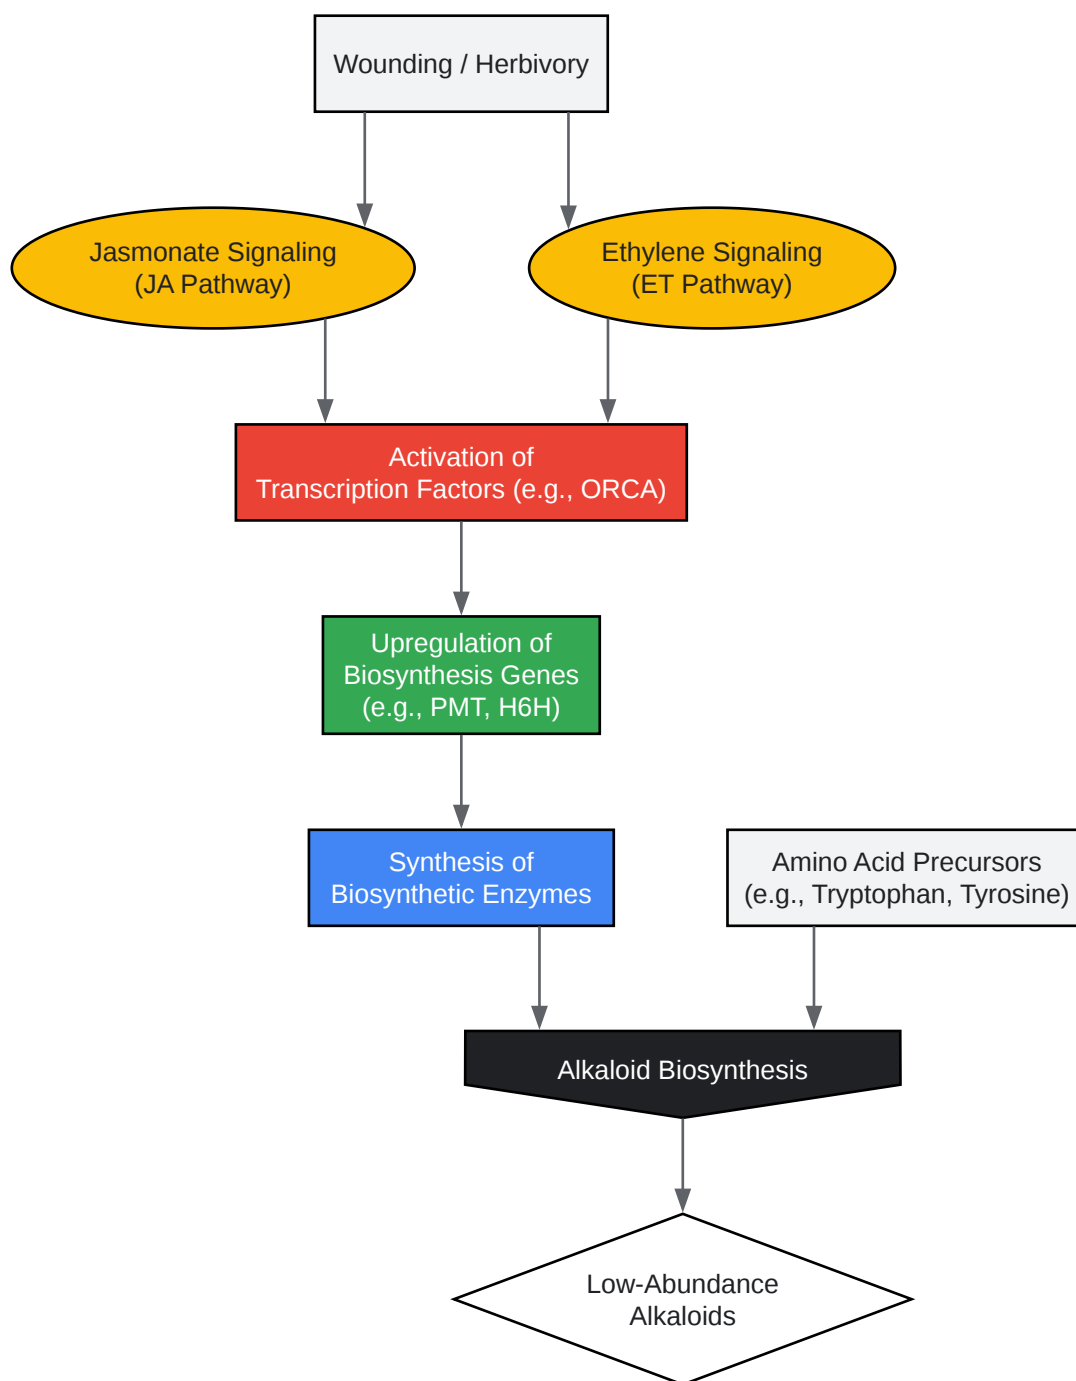 Wounding / Herbivory
Jasmonate Signaling
(JA Pathway)
Ethylene Signaling
(ET Pathway)
Activation of
Transcription Factors (e.g., ORCA)
Upregulation of
Biosynthesis Genes
(e.g., PMT, H6H)
Synthesis of
Biosynthetic Enzymes
Amino Acid Precursors
(e.g., Tryptophan, Tyrosine)
Alkaloid Biosynthesis
Low-Abundance
Alkaloids